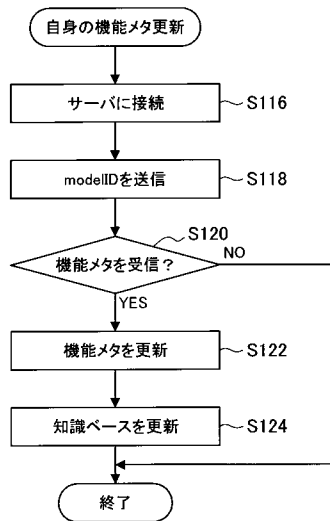 自身の機能メタ更新
サーバに接続
S116
modelIDを送信
S118
S120
機能メタを受信？
NO
YES
機能メタを更新
S122
知識ベースを更新
S124
終了